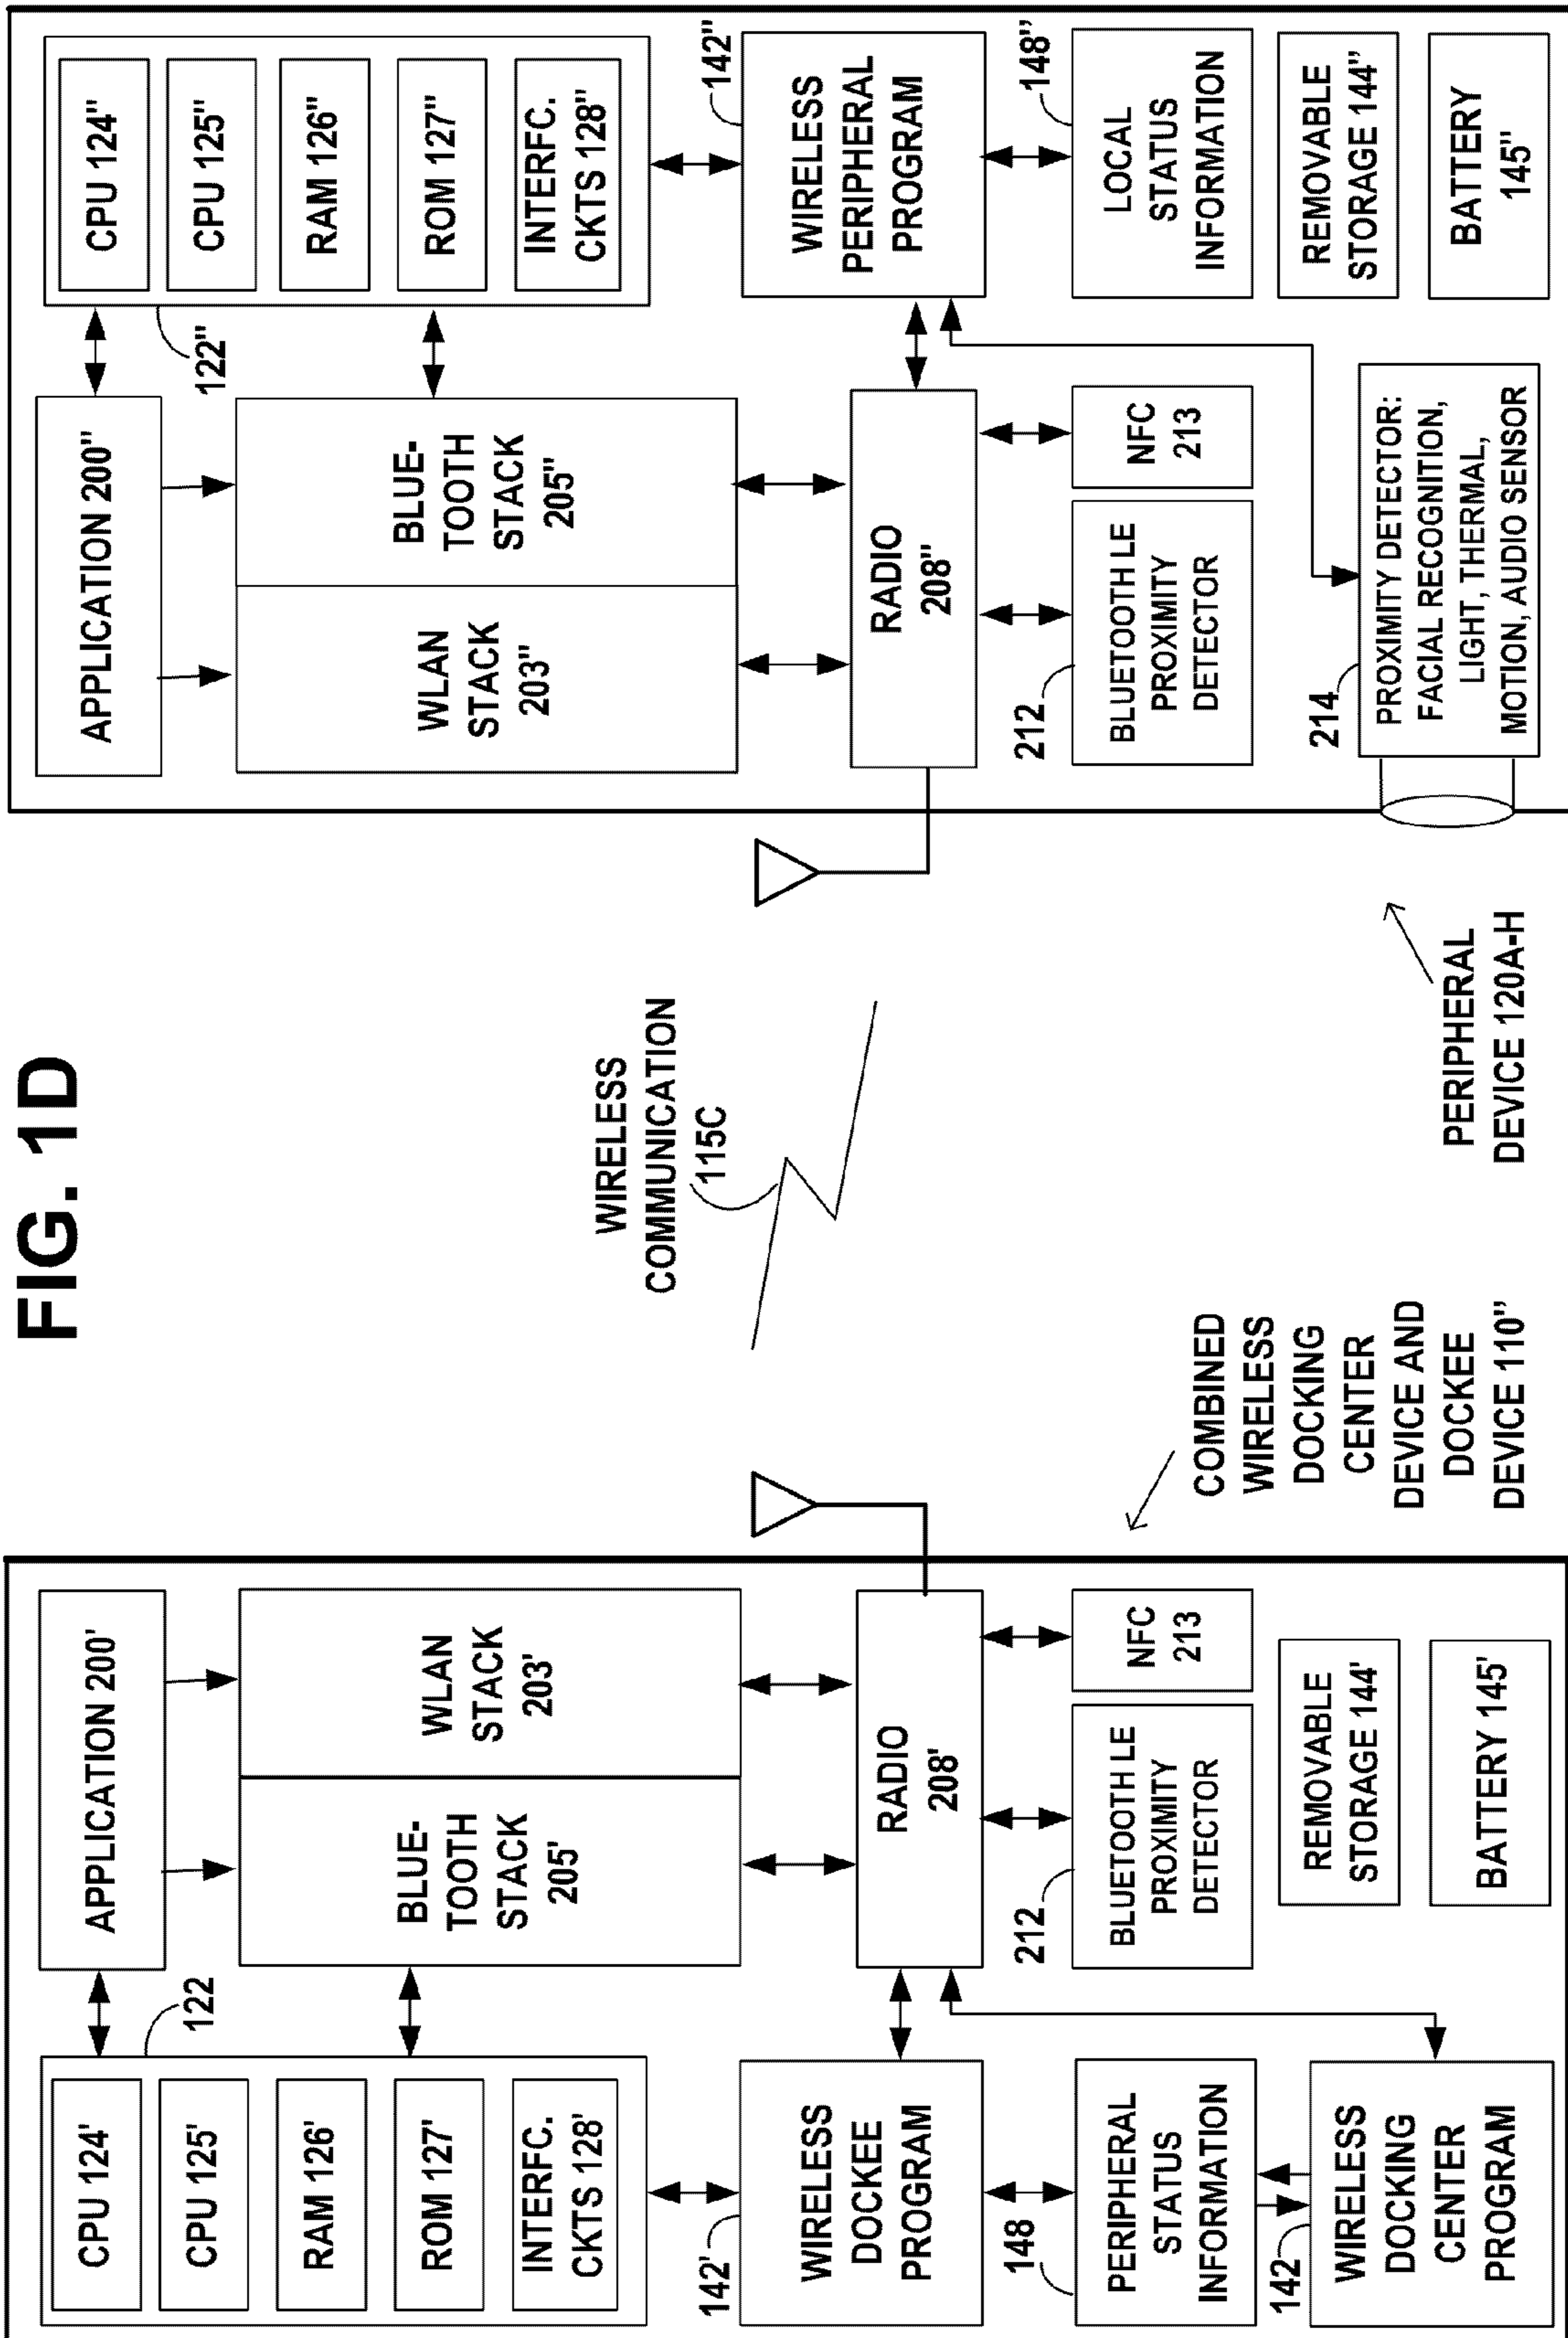 FIG. 1D
CPU 124'
CPU 125'
RAM 126'
ROM 127'
INTERFC.
CKTS 128'
122
APPLICATION 200'
BLUE-
TOOTH
STACK
205'
WLAN
STACK
203'
142'
WIRELESS
DOCKEE
PROGRAM
RADIO
208'
148
PERIPHERAL
STATUS
INFORMATION
212
BLUETOOTH LE
PROXIMITY
DETECTOR
NFC
213
142
WIRELESS
DOCKING
CENTER
PROGRAM
REMOVABLE
STORAGE 144'
BATTERY 145'
COMBINED
WIRELESS
DOCKING
CENTER
DEVICE AND
DOCKEE
DEVICE 110"
WIRELESS
COMMUNICATION
115C
PERIPHERAL
DEVICE 120A-H
APPLICATION 200"
122"
CPU 124"
CPU 125"
RAM 126"
ROM 127"
INTERFC.
CKTS 128"
WLAN
STACK
203"
BLUE-
TOOTH
STACK
205"
RADIO
208"
142"
WIRELESS
PERIPHERAL
PROGRAM
212
BLUETOOTH LE
PROXIMITY
DETECTOR
NFC
213
148"
LOCAL
STATUS
INFORMATION
REMOVABLE
STORAGE 144"
BATTERY
145"
214
PROXIMITY DETECTOR:
FACIAL RECOGNITION,
LIGHT, THERMAL,
MOTION, AUDIO SENSOR